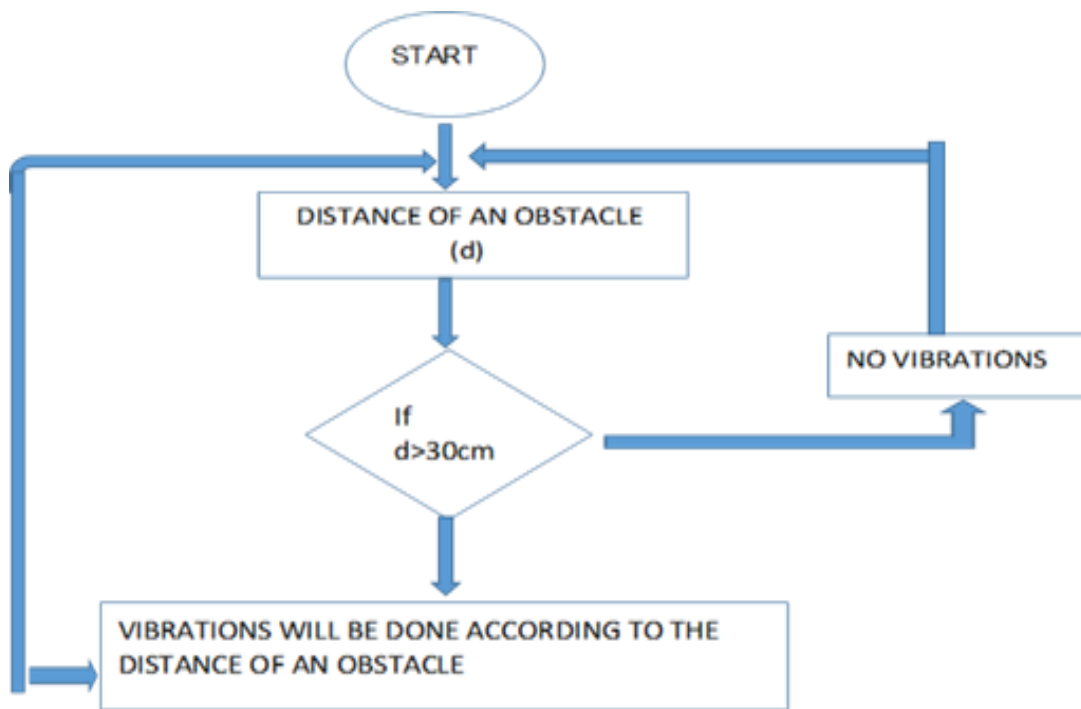 START
DISTANCE OF AN OBSTACLE
(d)
NO VIBRATIONS
If
d>30cm
VIBRATIONS WILL BE DONE ACCORDING TO THE
DISTANCE OF AN OBSTACLE